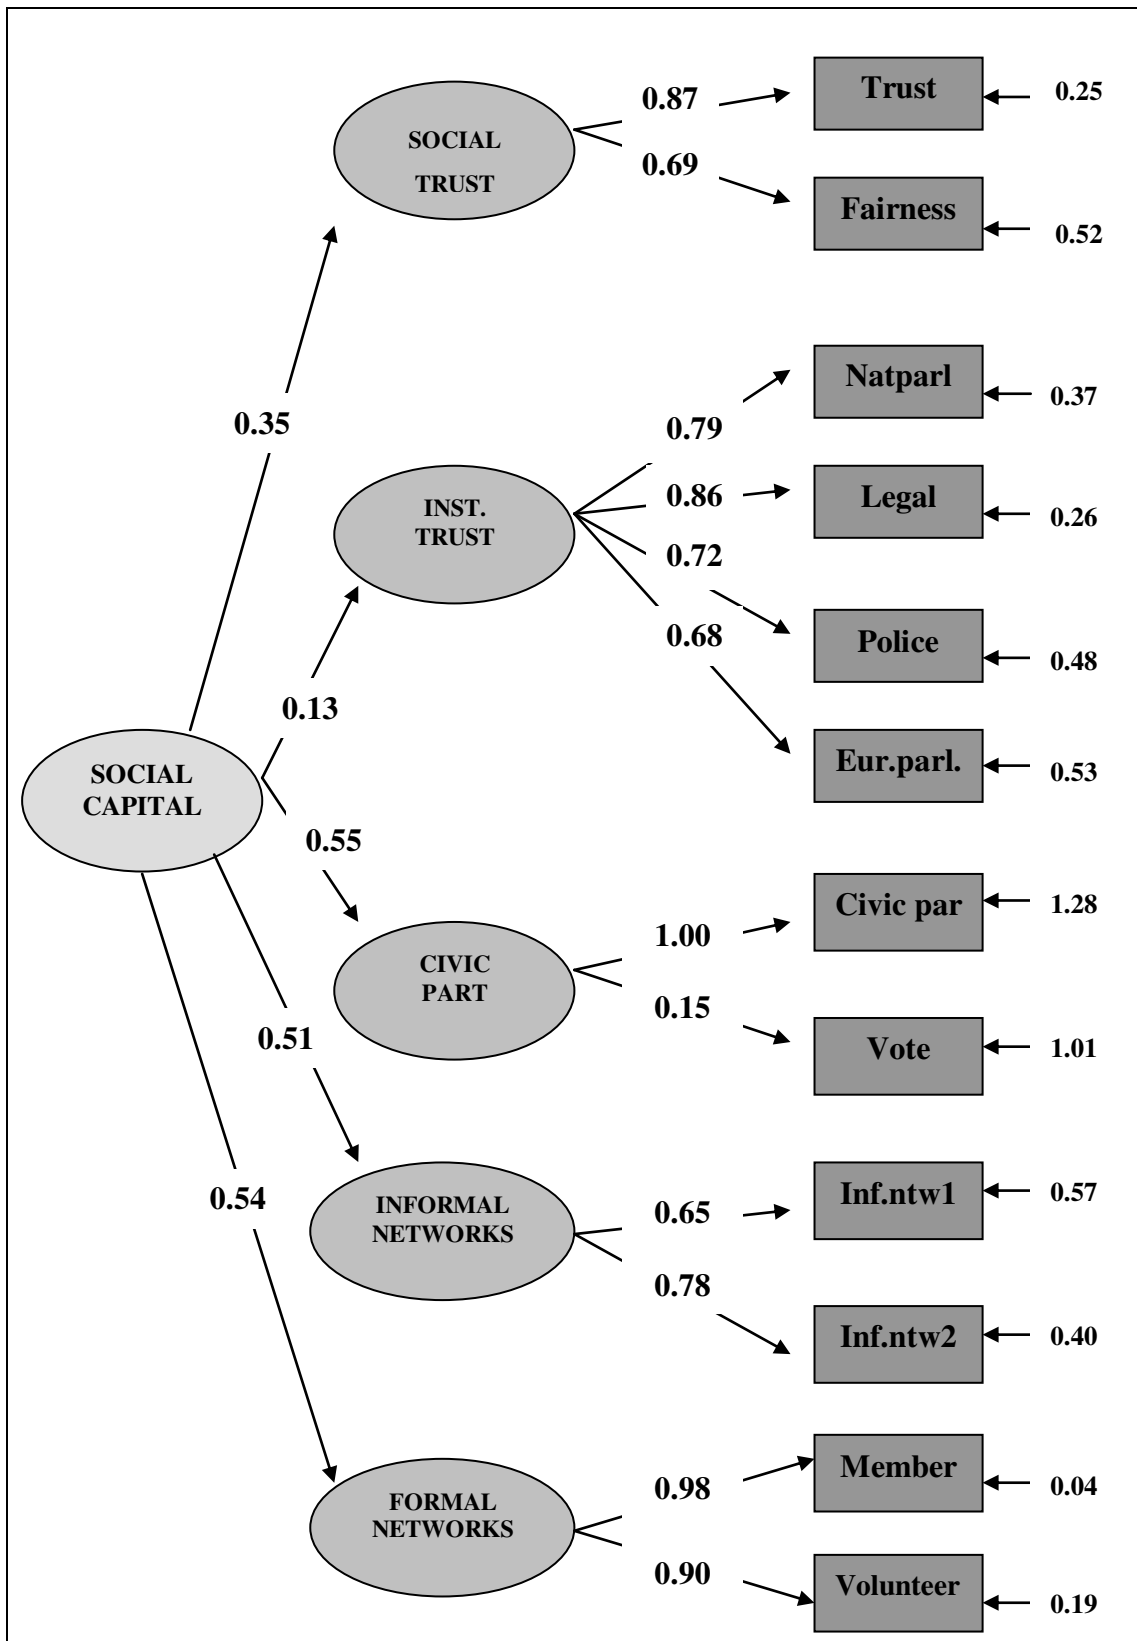 0.87
Trust
0.25
SOCIAL
TRUST
0.69
Fairness
0.52
0.35
Natparl
0.37
0.79
INST.
TRUST
0.86
Legal
0.26
0.72
Police
0.48
0.68
0.13
Eur.parl.
0.53
SOCIAL
CAPITAL
0.55
Civic par
1.28
1.00
CIVIC
PART
0.15
Vote
1.01
0.51
Inf.ntw1
0.57
0.54
INFORMAL
NETWORKS
0.65
0.78
Inf.ntw2
0.40
Member
0.04
0.98
FORMAL
NETWORKS
0.90
Volunteer
0.19